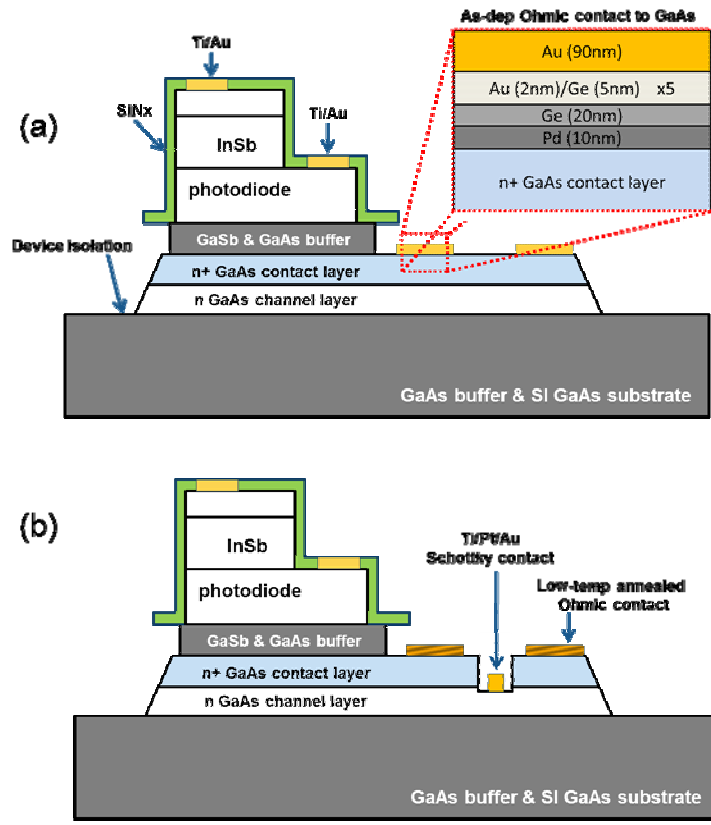 As-dep Ohmic contact to GaAs
Au (90nm)
Au (2nm)/Ge (5nm) x5
Ge (20nm)
Pd (10nm)
n+ GaAs contact layer
(a)
Ti/Au
SiNx
Ti/Au
InSb
photodiode
GaSb & GaAs buffer
Device isolation
n+ GaAs contact layer
n GaAs channel layer
GaAs buffer & SI GaAs substrate
(b)
Ti/Pt/Au
Schottky contact
Low-temp annealed
Ohmic contact
InSb
photodiode
GaSb & GaAs buffer
n+ GaAs contact layer
n GaAs channel layer
GaAs buffer & SI GaAs substrate